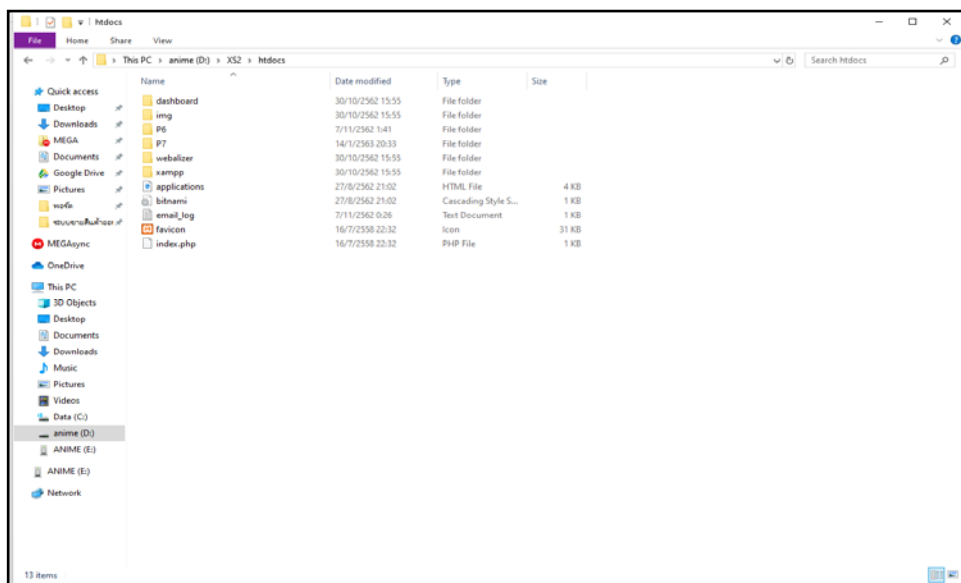 htdocs
File Home Share View
This PC > anime (D:) > XS2 > htdocs Search htdocs
Name Date modified Type Size
Quick access
Desktop
Downloads
MEGA
Documents
Google Drive
Pictures
MEGAsync
OneDrive
This PC
3D Objects
Desktop
Documents
Downloads
Music
Pictures
Videos
Data (C:)
anime (D:)
ANIME (E:)
ANIME (E:)
Network
dashboard 30/10/2562 15:55 File folder
img 30/10/2562 15:55 File folder
P6 7/11/2562 1:41 File folder
P7 14/1/2563 20:33 File folder
webalizer 30/10/2562 15:55 File folder
xampp 30/10/2562 15:55 File folder
applications 27/8/2562 21:02 HTML File 4 KB
bitnami 27/8/2562 21:02 Cascading Style S... 1 KB
email_log 7/11/2562 0:26 Text Document 1 KB
favicon 16/7/2558 22:32 Icon 31 KB
index.php 16/7/2558 22:32 PHP File 1 KB
13 items